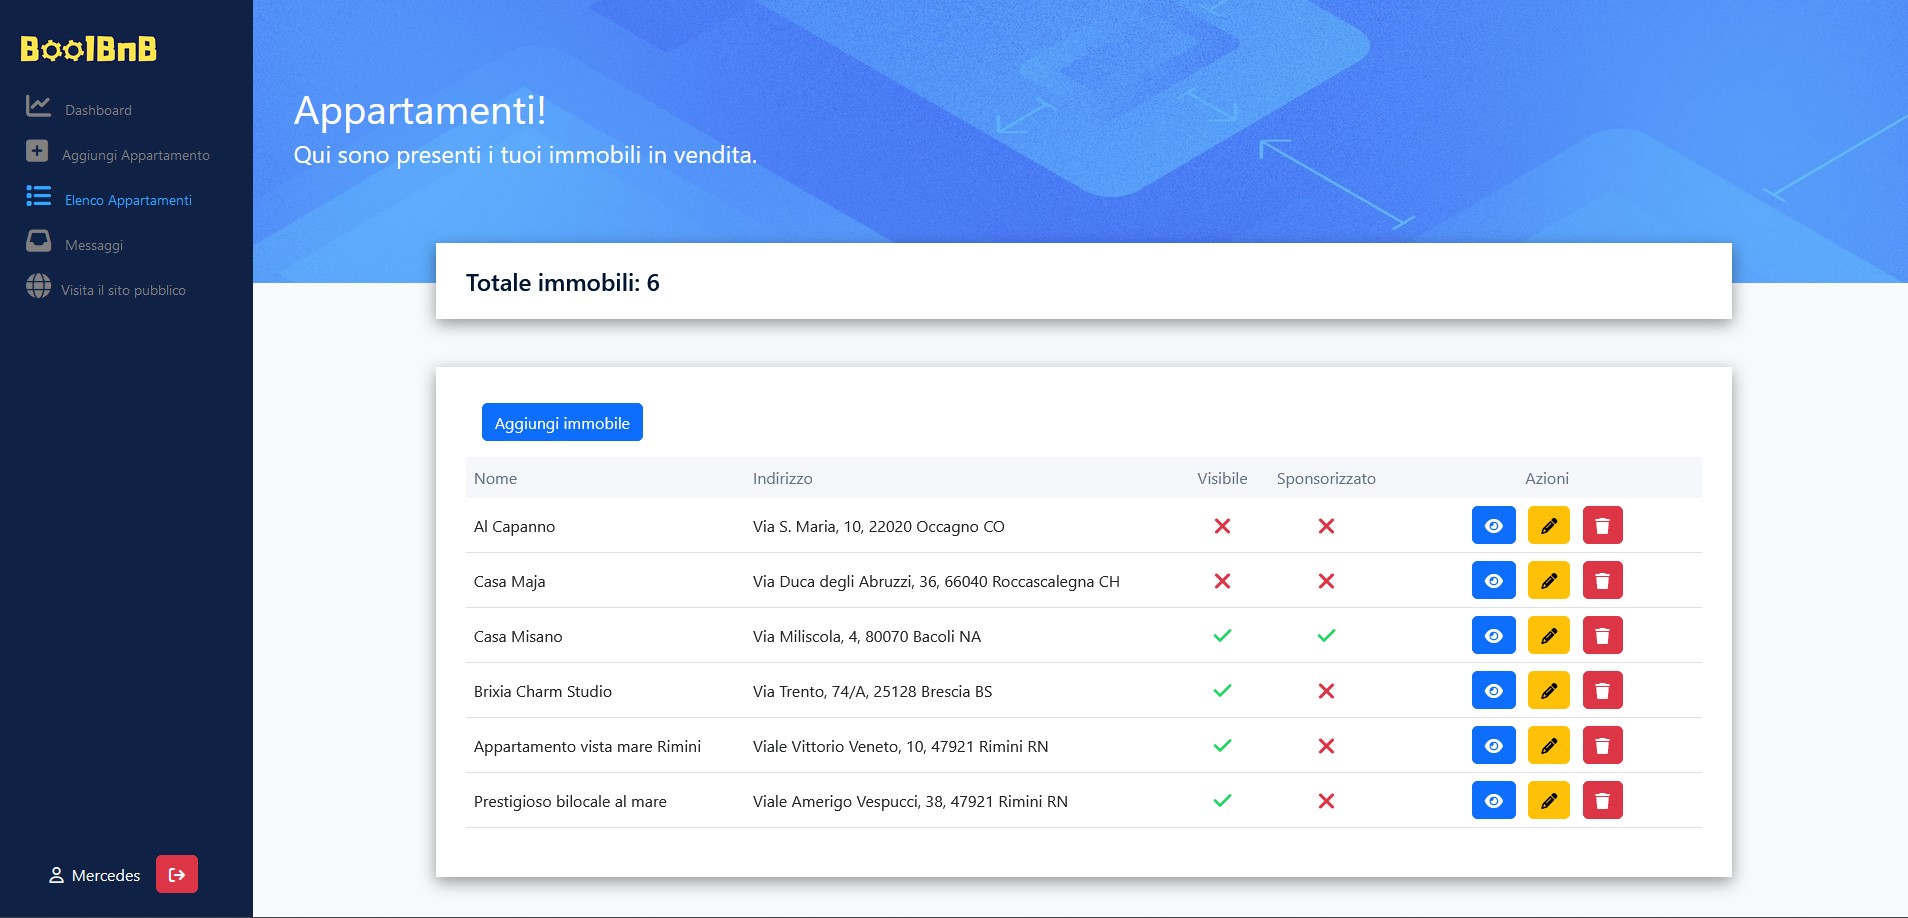 BoolBnB
Dashboard
Aggiungi Appartamento
Elenco Appartamenti
Messaggi
Visita il sito pubblico
Mercedes
Appartamenti!
Qui sono presenti i tuoi immobili in vendita.
Totale immobili: 6
Aggiungi immobile
Nome Indirizzo Visibile Sponsorizzato Azioni
Al Capanno Via S. Maria, 10, 22020 Occagno CO
Casa Maja Via Duca degli Abruzzi, 36, 66040 Roccascalegna CH
Casa Misano Via Miliscola, 4, 80070 Bacoli NA
Brixia Charm Studio Via Trento, 74/A, 25128 Brescia BS
Appartamento vista mare Rimini Viale Vittorio Veneto, 10, 47921 Rimini RN
Prestigioso bilocale al mare Viale Amerigo Vespucci, 38, 47921 Rimini RN